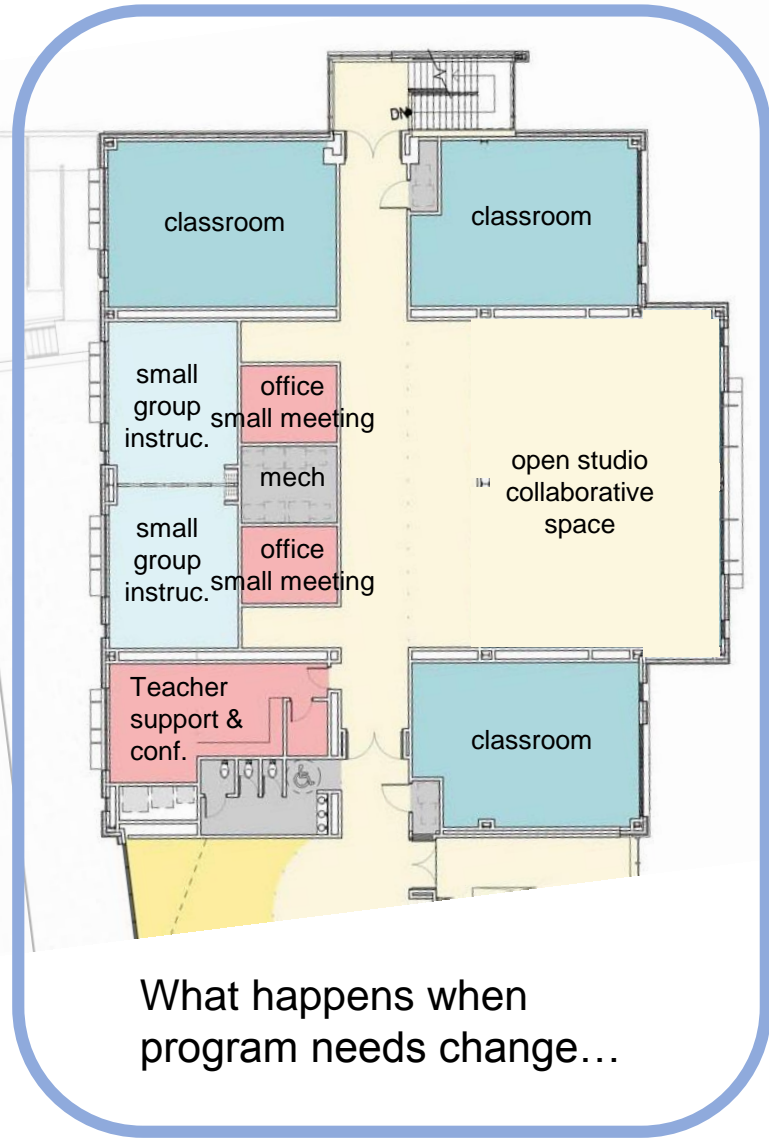 DN
classroom
classroom
small
group
instruc.
office
small meeting
mech
open studio
collaborative
space
small
group
instruc.
office
small meeting
Teacher
support &
conf.
classroom
What happens when
program needs change…